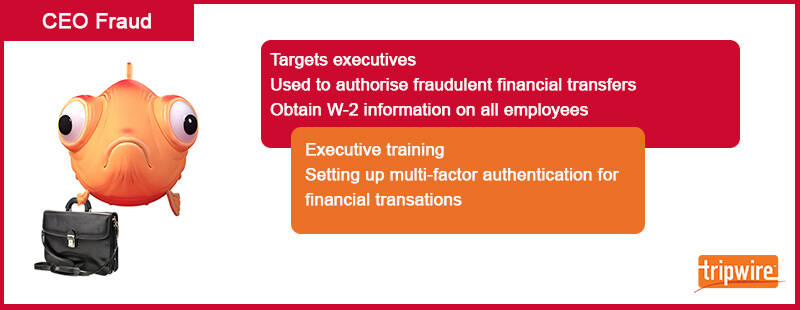 CEO Fraud
Targets executives
Used to authorise fraudulent financial transfers
Obtain W-2 information on all employees
Executive training
Setting up multi-factor authentication for
financial transations
tripwire